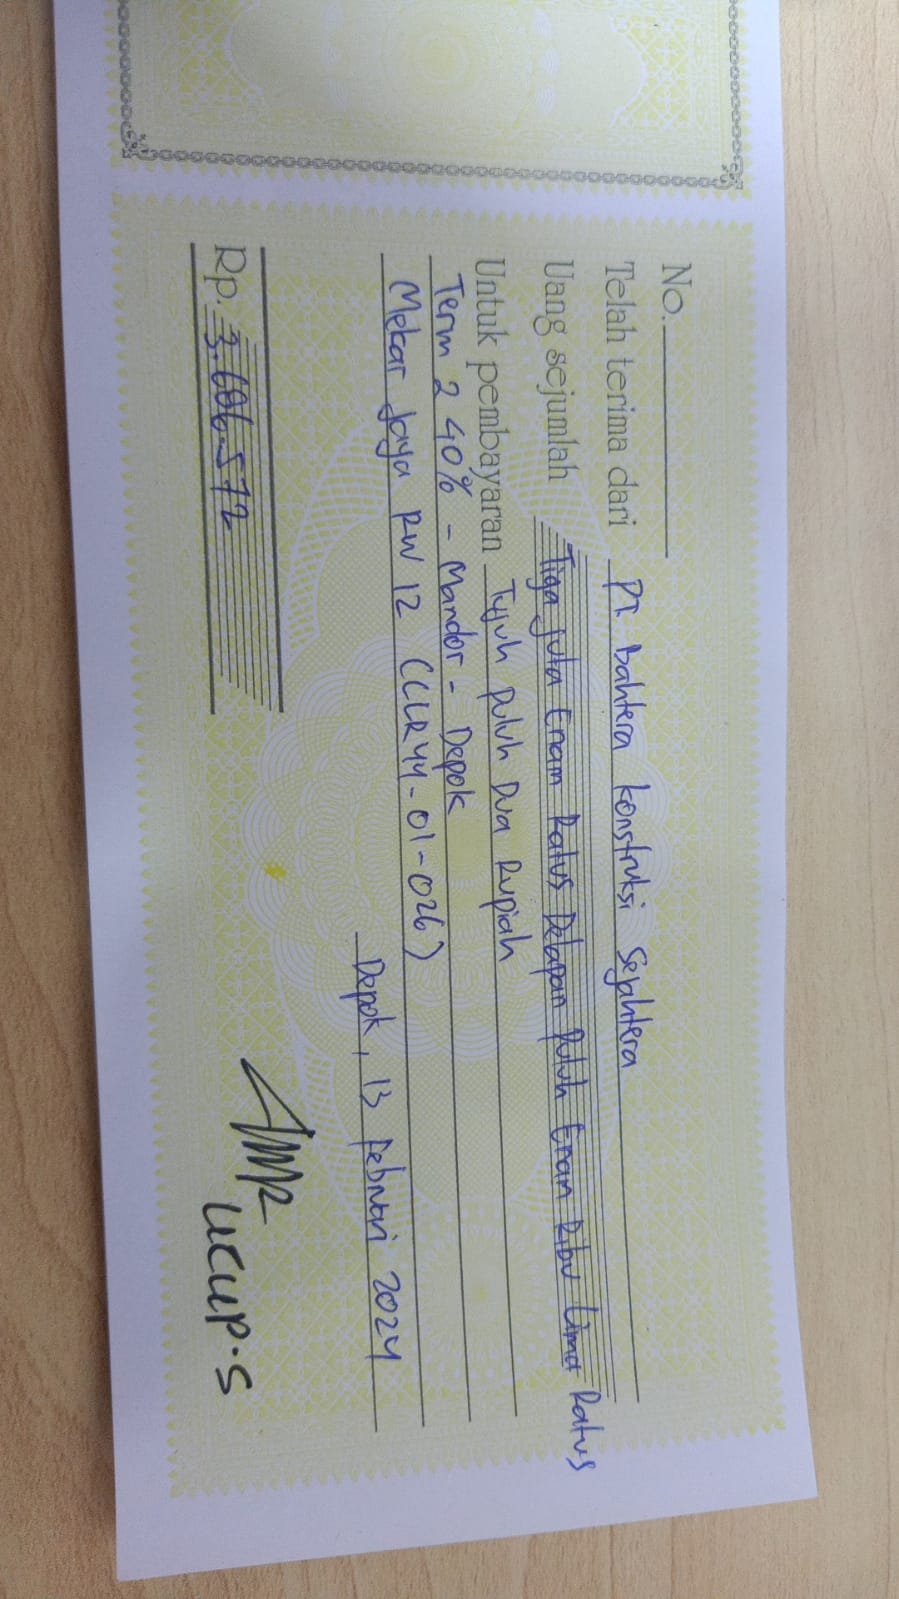 No.
Telah terima dari PT. Bahtera Konstruksi Sejahtera
Uang sejumlah Tiga Juta Enam Ratus Delapan Puluh Enam Ribu Lima Ratus
Untuk pembayaran Tujuh Puluh Dua Rupiah
Term 2 40% - Mandor - Depok
Mekar Jaya RW 12 (CLR44-01-026)
Depok, 13 Februari 2024
Rp. 3.686.572
UCUP.S